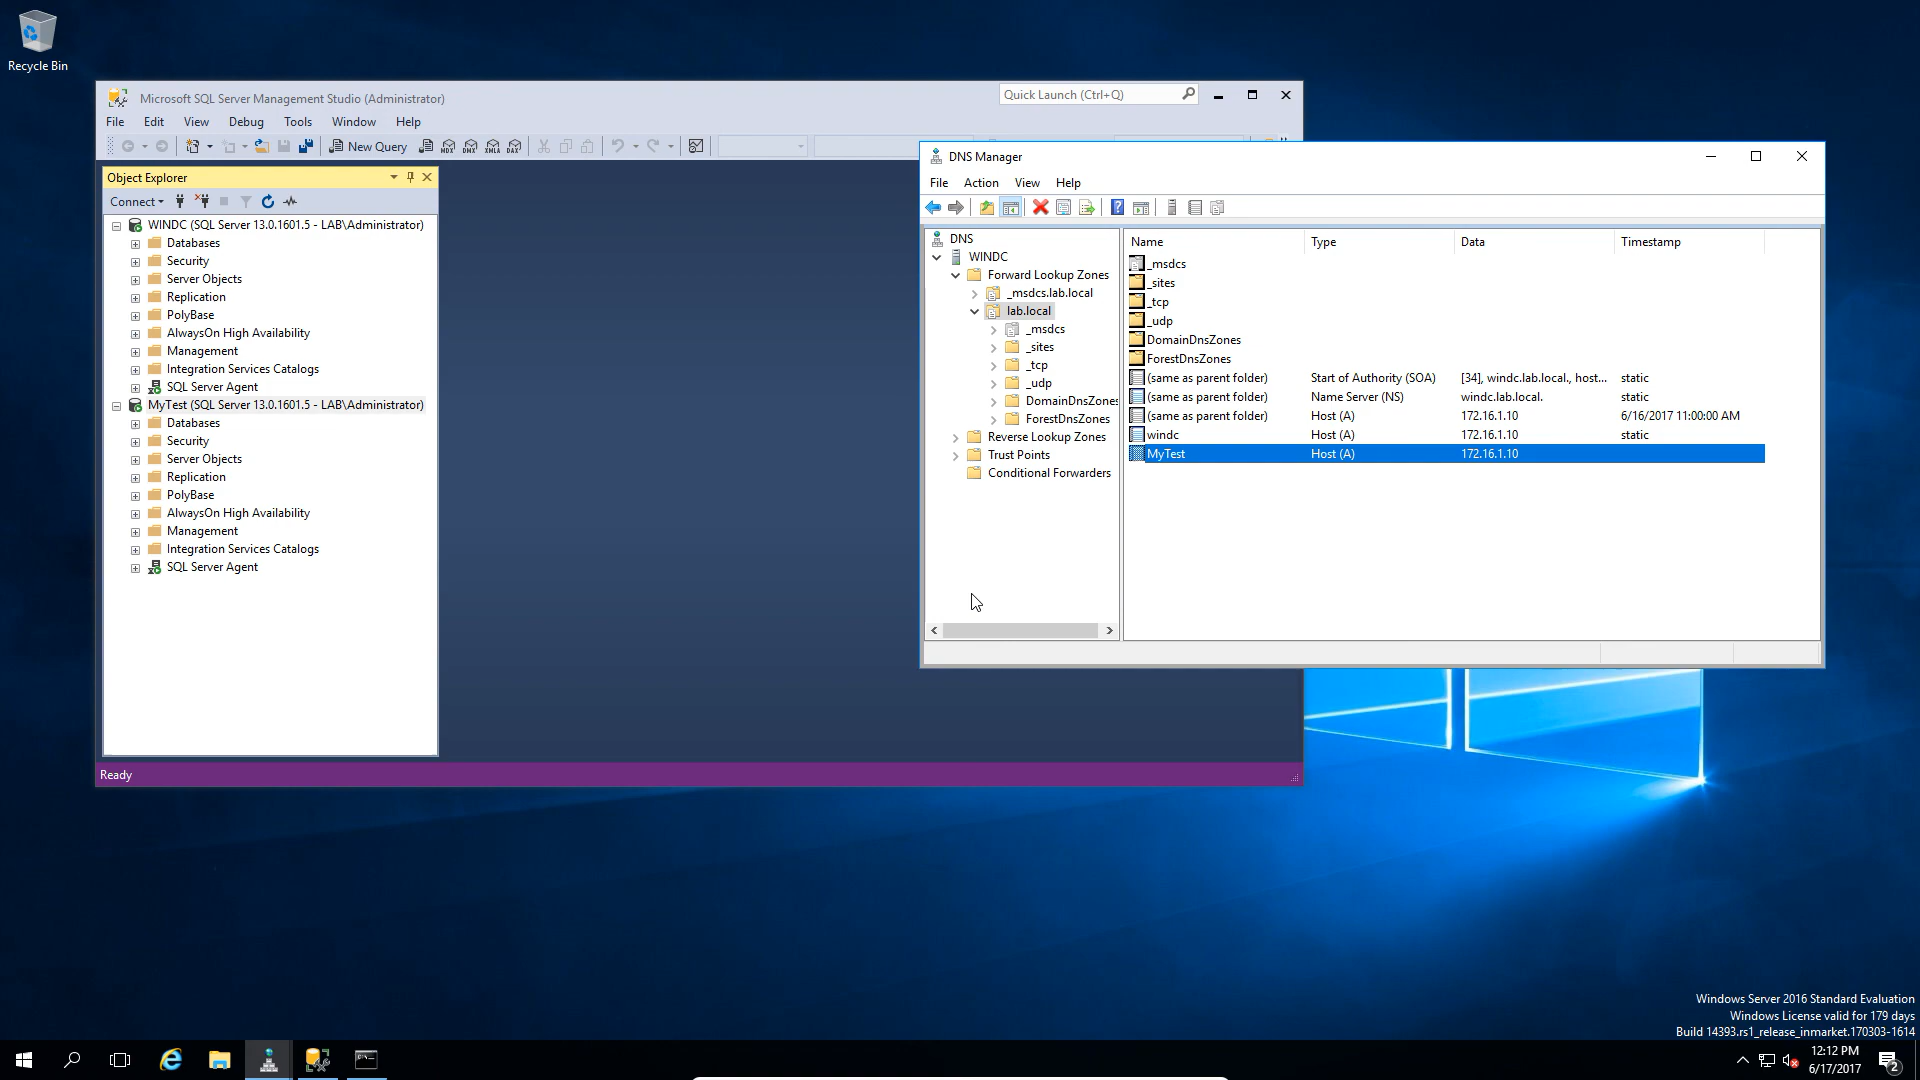 Recycle Bin
Microsoft SQL Server Management Studio (Administrator)
Quick Launch (Ctrl+Q)
File Edit View Debug Tools Window Help
New Query MDX DMX XMLA DAX
Object Explorer
Connect
WINDC (SQL Server 13.0.1601.5 - LAB\Administrator)
Databases
Security
Server Objects
Replication
PolyBase
AlwaysOn High Availability
Management
Integration Services Catalogs
SQL Server Agent
MyTest (SQL Server 13.0.1601.5 - LAB\Administrator)
Databases
Security
Server Objects
Replication
PolyBase
AlwaysOn High Availability
Management
Integration Services Catalogs
SQL Server Agent
Ready
DNS Manager
File Action View Help
DNS
WINDC
Forward Lookup Zones
_msdcs.lab.local
lab.local
_msdcs
_sites
_tcp
_udp
DomainDnsZones
ForestDnsZones
Reverse Lookup Zones
Trust Points
Conditional Forwarders
Name Type Data Timestamp
_msdcs
_sites
_tcp
_udp
DomainDnsZones
ForestDnsZones
(same as parent folder) Start of Authority (SOA) [34], windc.lab.local., host... static
(same as parent folder) Name Server (NS) windc.lab.local. static
(same as parent folder) Host (A) 172.16.1.10 6/16/2017 11:00:00 AM
windc Host (A) 172.16.1.10 static
MyTest Host (A) 172.16.1.10
Windows Server 2016 Standard Evaluation
Windows License valid for 179 days
Build 14393.rs1_release_inmarket.170303-1614
12:12 PM
6/17/2017
2